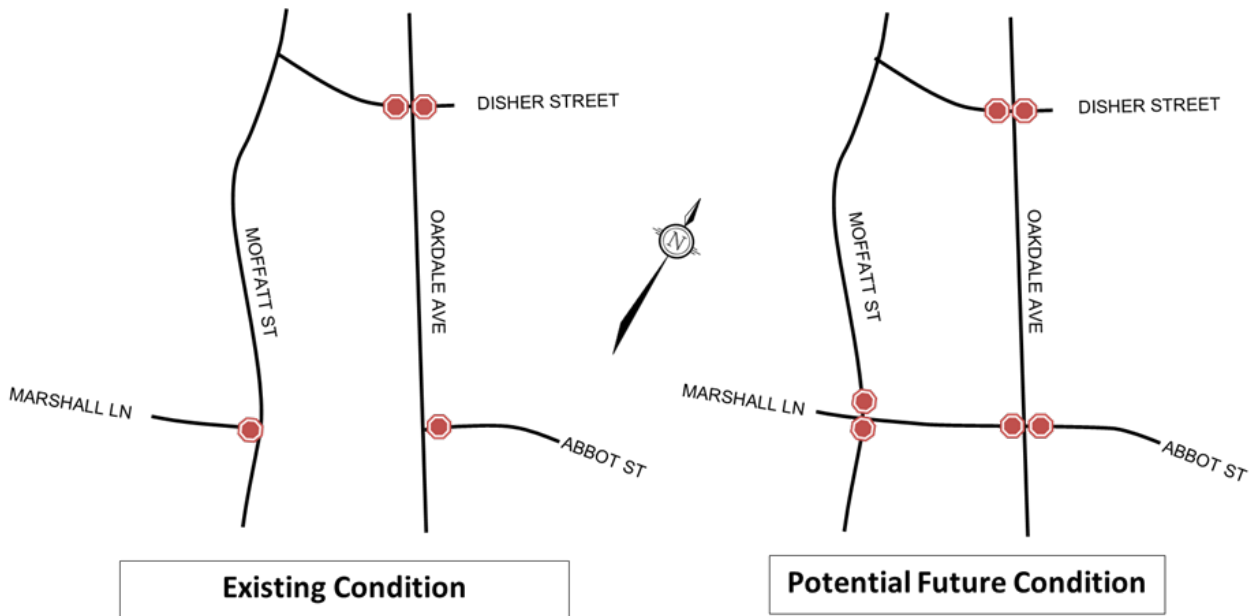 DISHER STREET
MOFFATT ST
OAKDALE AVE
MARSHALL LN
ABBOT ST
Existing Condition
N
DISHER STREET
MOFFATT ST
OAKDALE AVE
MARSHALL LN
ABBOT ST
Potential Future Condition